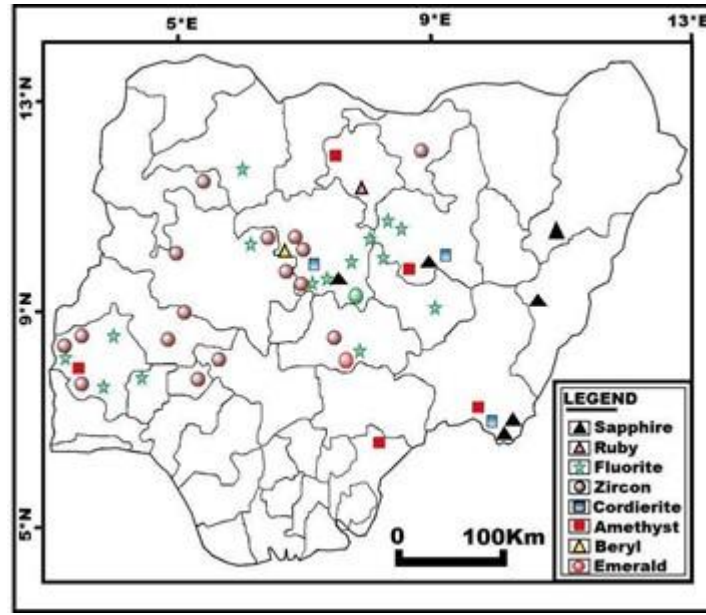 5°E 9°E 13°E
13°N
9°N
5°N
LEGEND
Sapphire
Ruby
Fluorite
Zircon
Cordierite
Amethyst
Beryl
Emerald
0 100Km